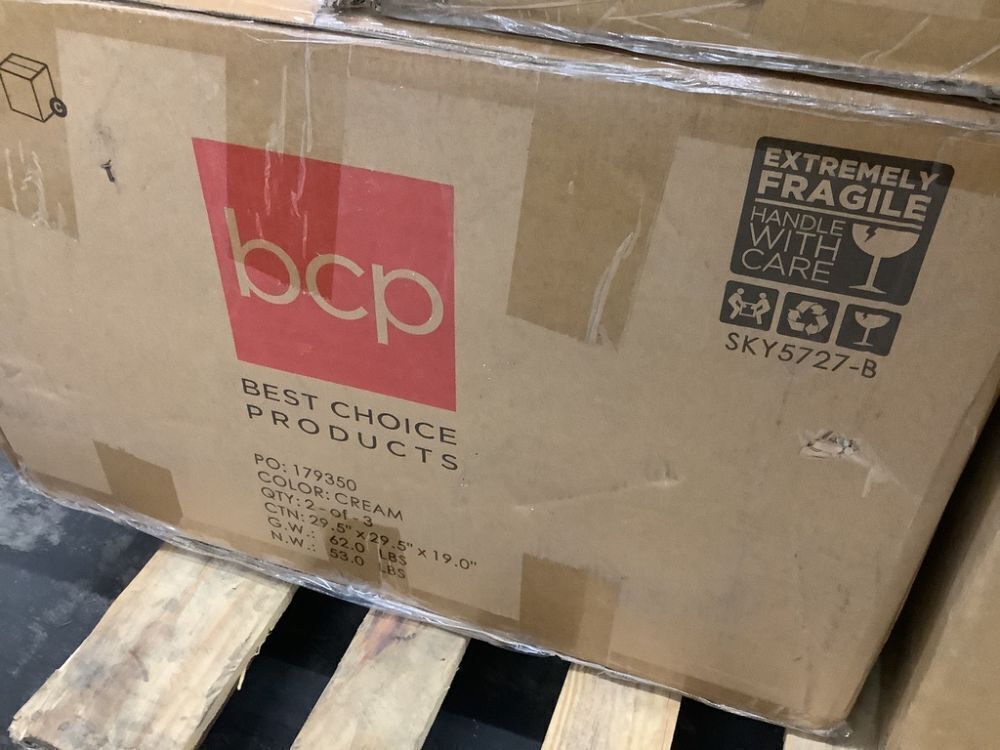 C
bcp
BEST CHOICE
PRODUCTS
PO: 179350
COLOR: CREAM
QTY: 2 - of - 3
CTN: 29.5" x 29.5" x 19.0"
G.W.: 62.0 LBS
N.W.: 53.0 LBS
EXTREMELY
FRAGILE
HANDLE
WITH
CARE
SKY5727-B